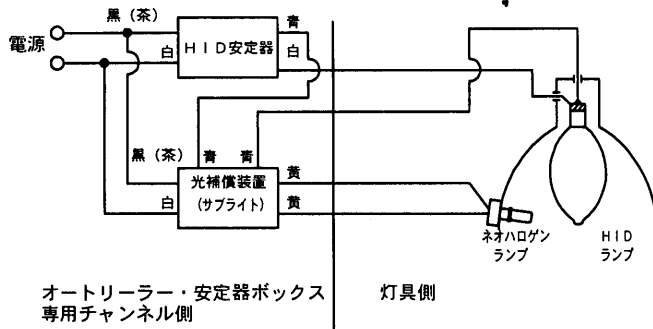 黒（茶）
青
電源
白
HID安定器
白
黒（茶）
青
青
白
光補償装置
（サブライト）
黄
黄
ネオハロゲン
ランプ
HID
ランプ
オートリーラー・安定器ボックス
専用チャンネル側
灯具側